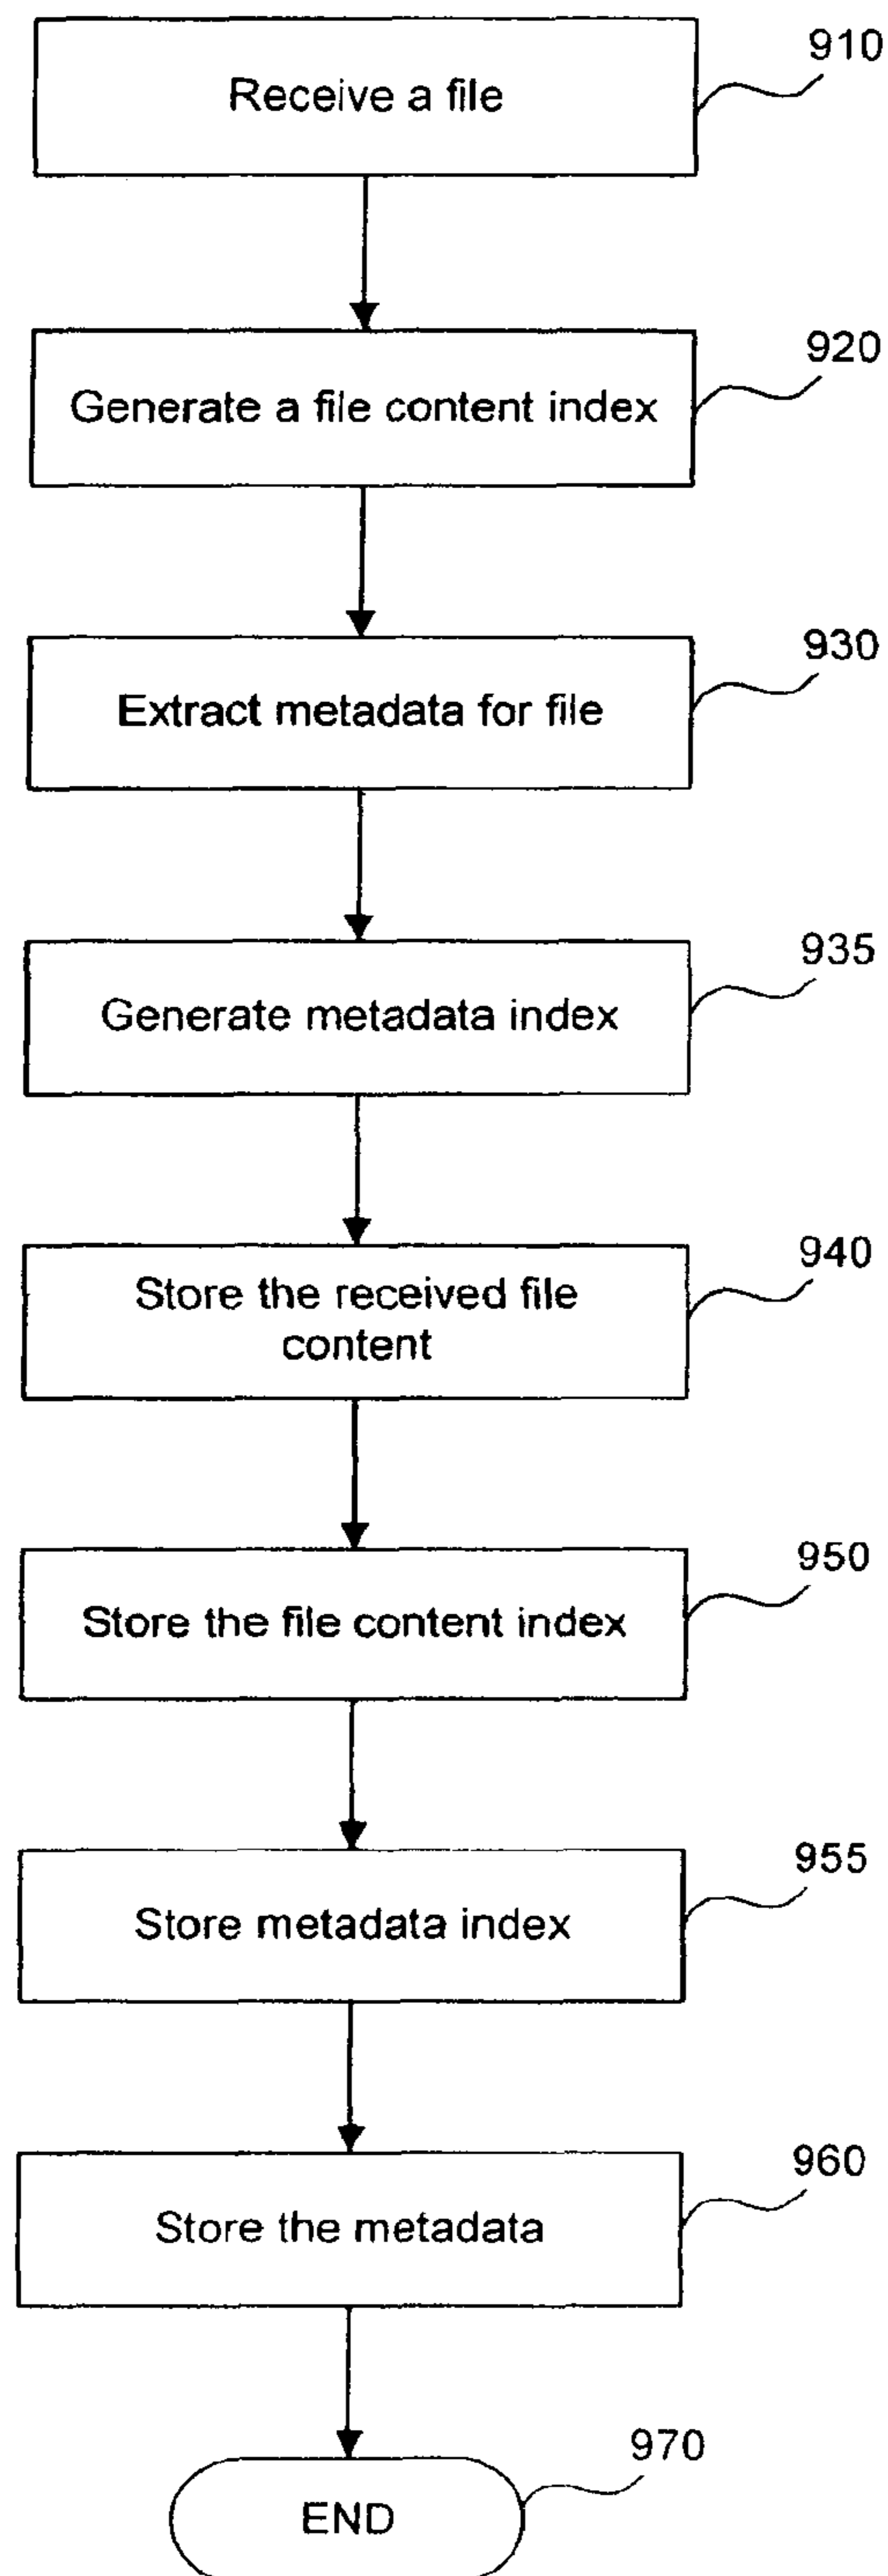 910
Receive a file
920
Generate a file content index
930
Extract metadata for file
935
Generate metadata index
940
Store the received file
content
950
Store the file content index
955
Store metadata index
960
Store the metadata
970
END